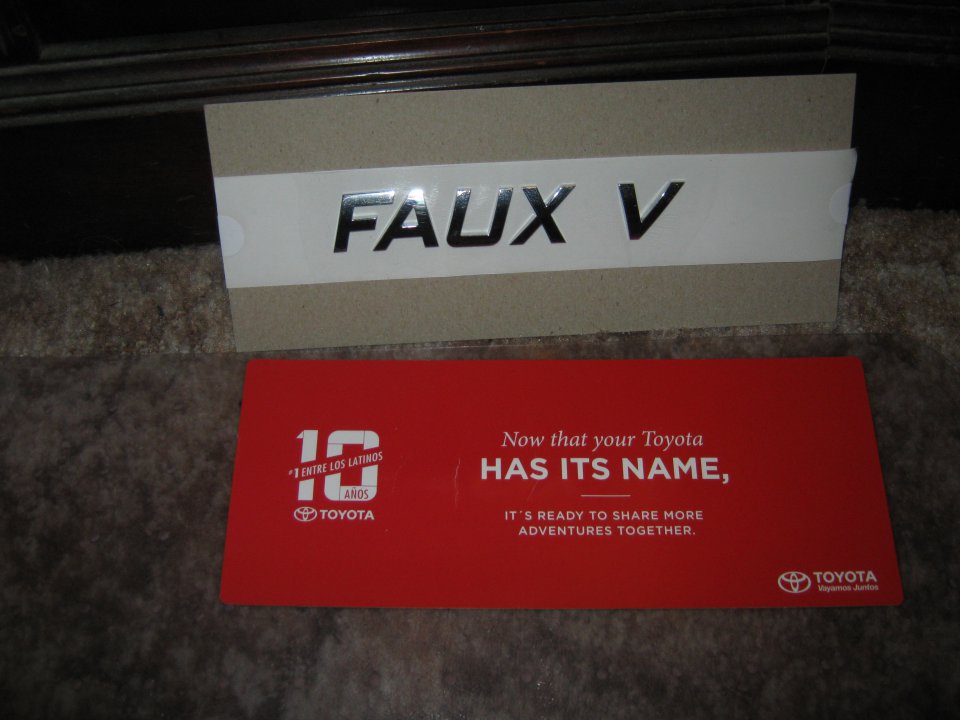 FAUX V
10
#1 ENTRE LOS LATINOS
AÑOS
TOYOTA
Now that your Toyota
HAS ITS NAME,
IT´S READY TO SHARE MORE
ADVENTURES TOGETHER.
TOYOTA
Vayamos Juntos